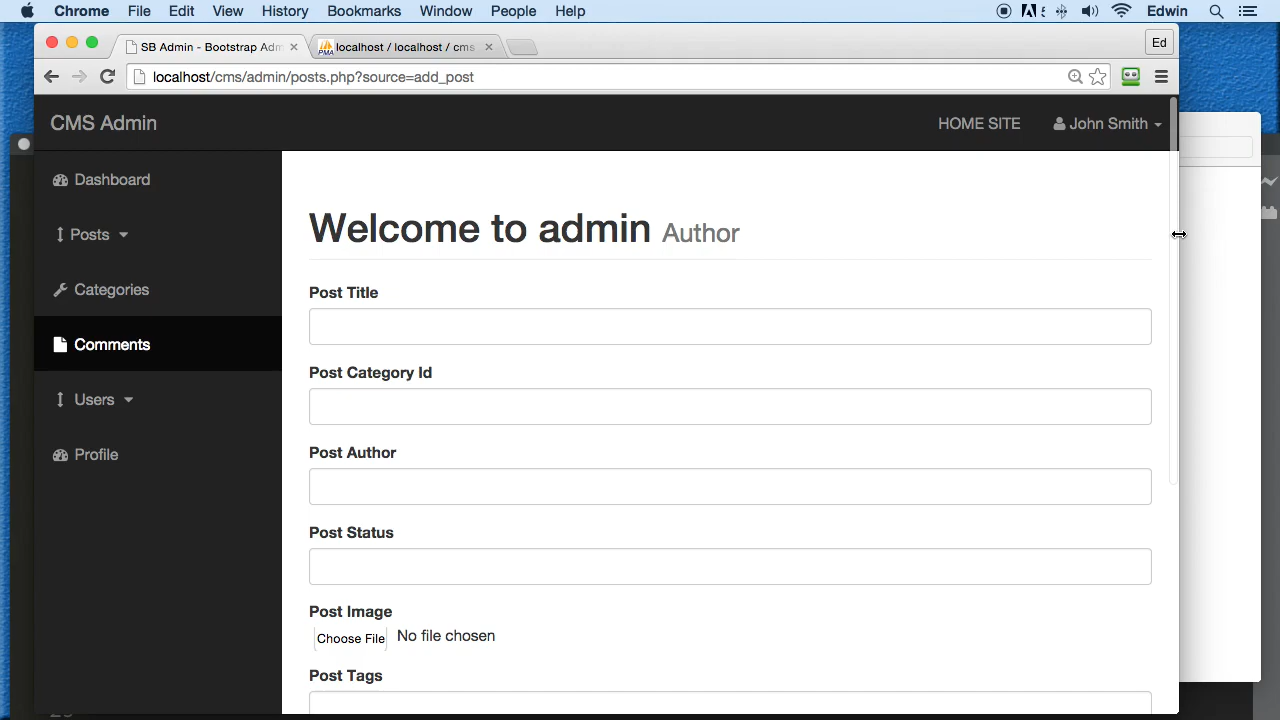 Chrome File Edit View History Bookmarks Window People Help Edwin
SB Admin - Bootstrap Adm localhost / localhost / cms Ed
PMA
localhost/cms/admin/posts.php?source=add_post
CMS Admin HOME SITE John Smith
Dashboard
Posts
Categories
Comments
Users
Profile
Welcome to admin Author
Post Title
Post Category Id
Post Author
Post Status
Post Image
Choose File No file chosen
Post Tags